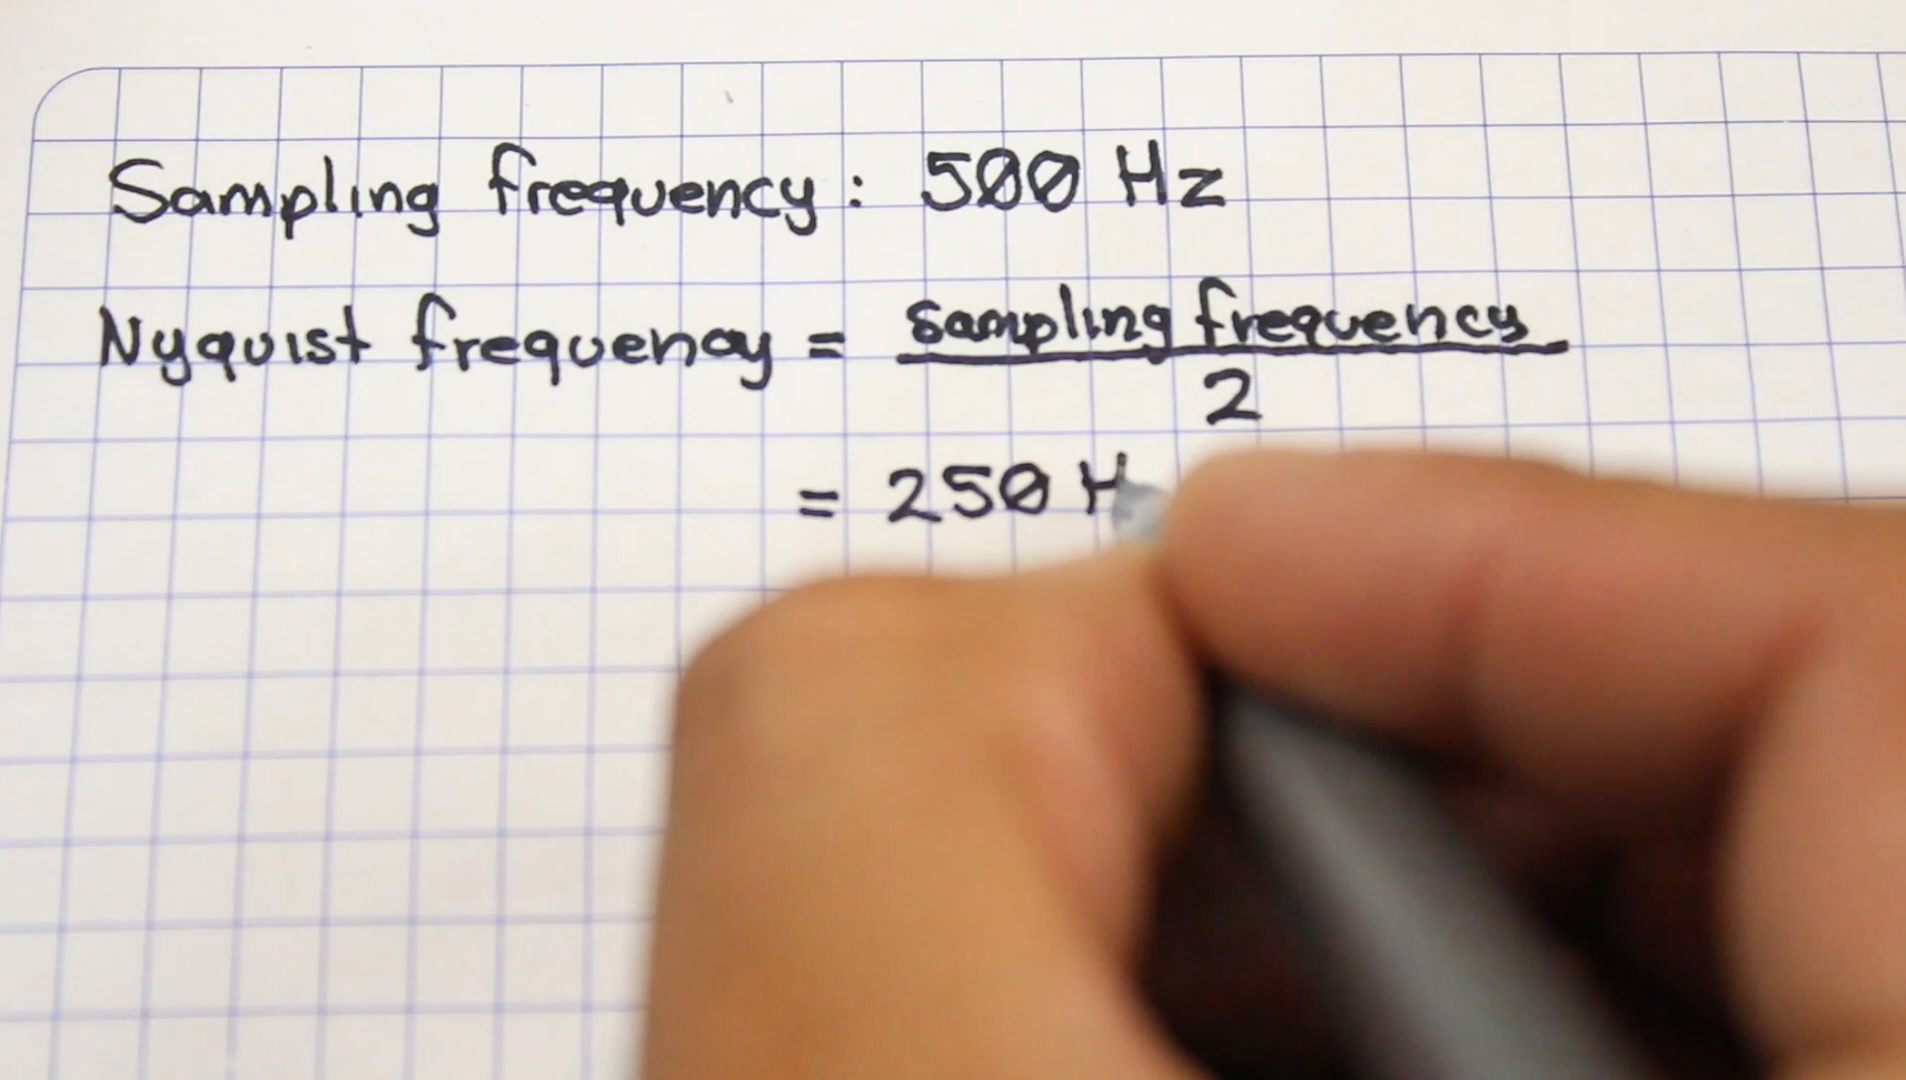 Sampling frequency: 500 Hz
Nyquist frequency = sampling frequency
2
= 250 H